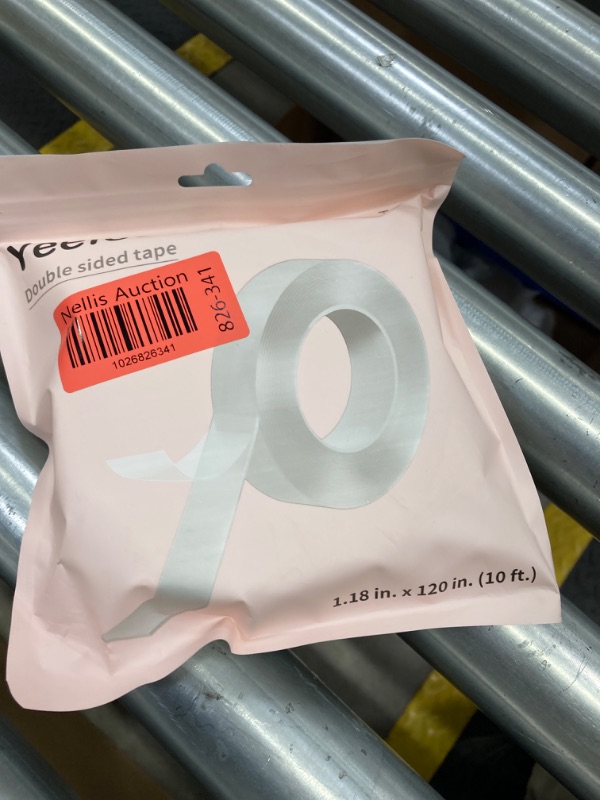 Double sided tape
Nellis Auction
826-341
1026826341
1.18 in. x 120 in. (10 ft.)